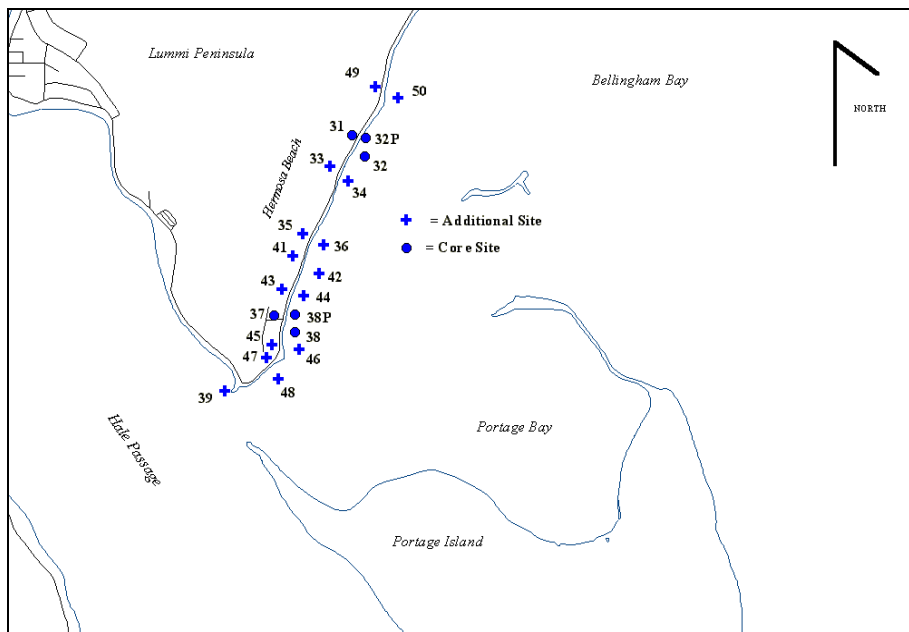 Lummi Peninsula
Bellingham Bay
49
50
NORTH
31
32P
32
33
34
Hermosa Beach
= Additional Site
= Core Site
35
36
41
42
43
44
37
38P
38
45
46
47
48
39
Hale Passage
Portage Bay
Portage Island